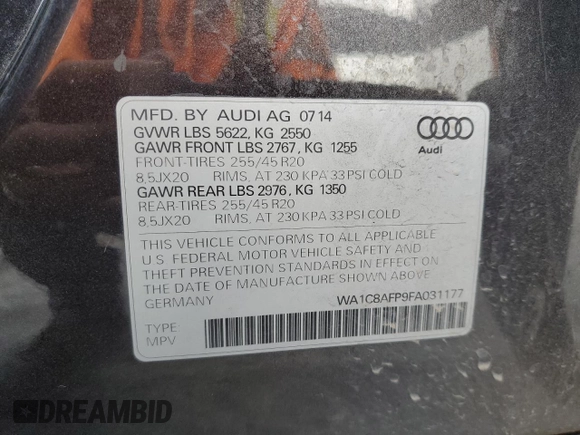 MFD. BY AUDI AG 07 14
GVWR LBS 5622, KG 2550
GAWR FRONT LBS 2767, KG 1255
FRONT-TIRES 255/45 R20
8,5JX20 RIMS, AT 230 KPA 33 PSI COLD
GAWR REAR LBS 2976, KG 1350
REAR-TIRES 255/45 R20
8,5JX20 RIMS, AT 230 KPA 33 PSI COLD
THIS VEHICLE CONFORMS TO ALL APPLICABLE
U S FEDERAL MOTOR VEHICLE SAFETY AND
THEFT PREVENTION STANDARDS IN EFFECT ON
THE DATE OF MANUFACTURE SHOWN ABOVE
GERMANY
WA1C8AFP9FA031177
TYPE
MPV
Audi
DREAMBID